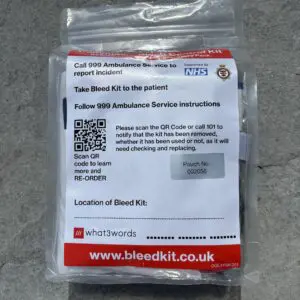 Call 999 Ambulance Service to
report incident
Supported by
NHS
Take Bleed Kit to the patient
Follow 999 Ambulance Service instructions
Please scan the QR Code or call 101 to
notify that the kit has been removed,
whether it has been used or not, as it will
need checking and replacing.
Scan QR
code to learn
more and
RE-ORDER
Pouch No.
Location of Bleed Kit:
/// what3words
www.bleedkit.co.uk